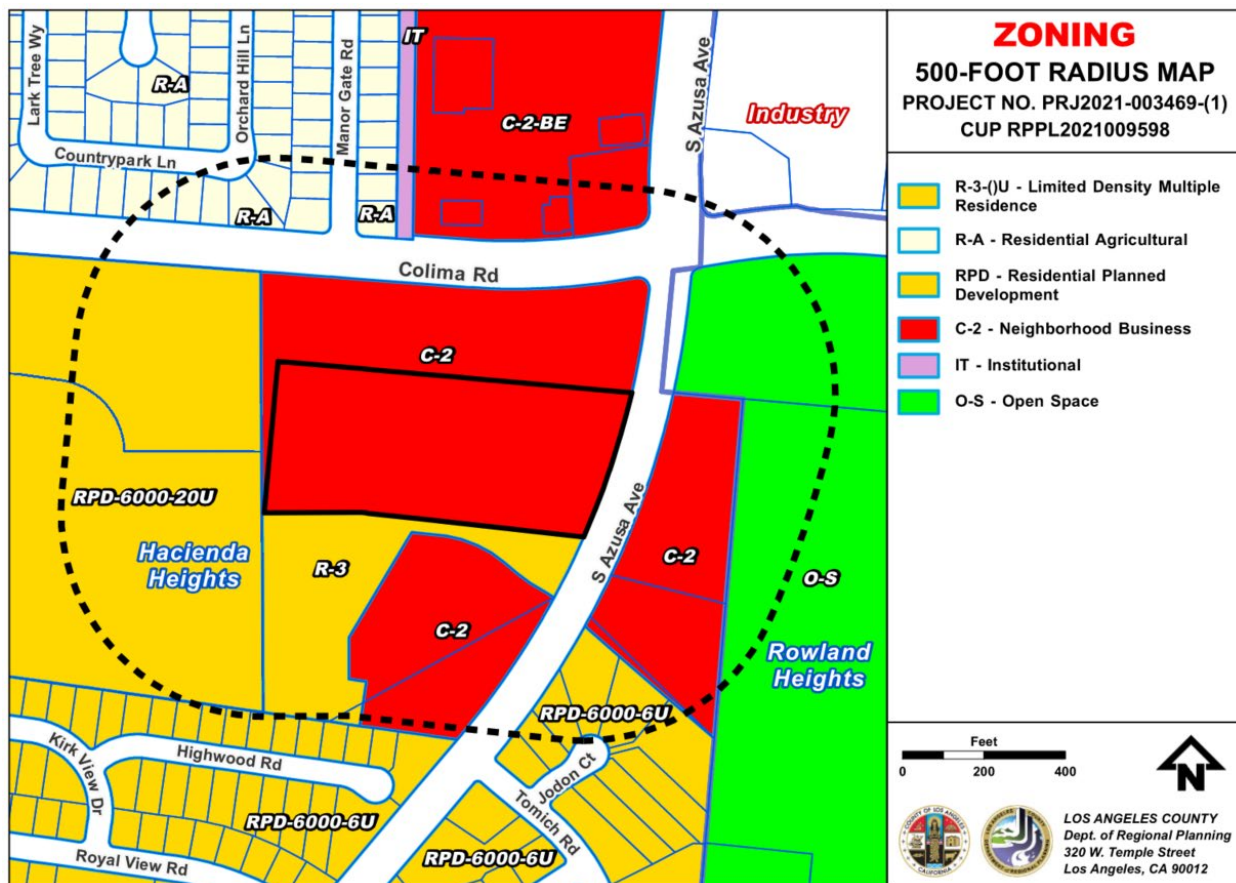 ZONING
500-FOOT RADIUS MAP
PROJECT NO. PRJ2021-003469-(1)
CUP RPPL2021009598
R-3-()U - Limited Density Multiple
Residence
R-A - Residential Agricultural
RPD - Residential Planned
Development
C-2 - Neighborhood Business
IT - Institutional
O-S - Open Space
Feet
0 200 400
N
LOS ANGELES COUNTY
Dept. of Regional Planning
320 W. Temple Street
Los Angeles, CA 90012
Lark Tree Wy
R-A
Orchard Hill Ln
Manor Gate Rd
IT
C-2-BE
S Azusa Ave
Industry
Countrypark Ln
R-A
R-A
Colima Rd
C-2
RPD-6000-20U
Hacienda
Heights
R-3
C-2
S Azusa Ave
C-2
O-S
Rowland
Heights
RPD-6000-6U
Kirk View Dr
Highwood Rd
Jodon Ct
Tomich Rd
RPD-6000-6U
RPD-6000-6U
Royal View Rd